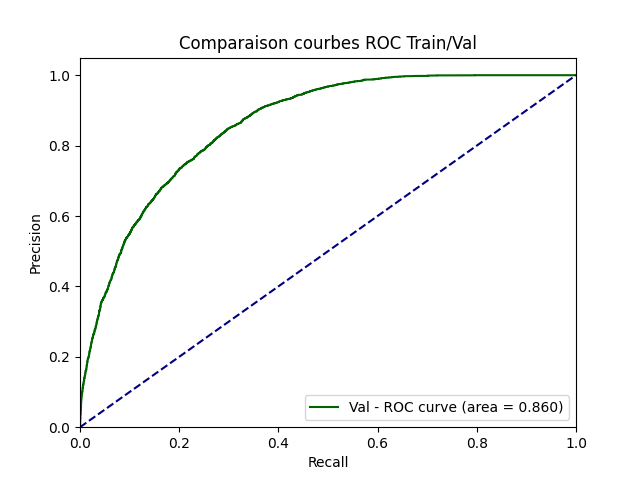 Comparaison courbes ROC Train/Val
Precision
1.0
0.8
0.6
0.4
0.2
0.0
Val - ROC curve (area = 0.860)
0.0 0.2 0.4 0.6 0.8 1.0
Recall